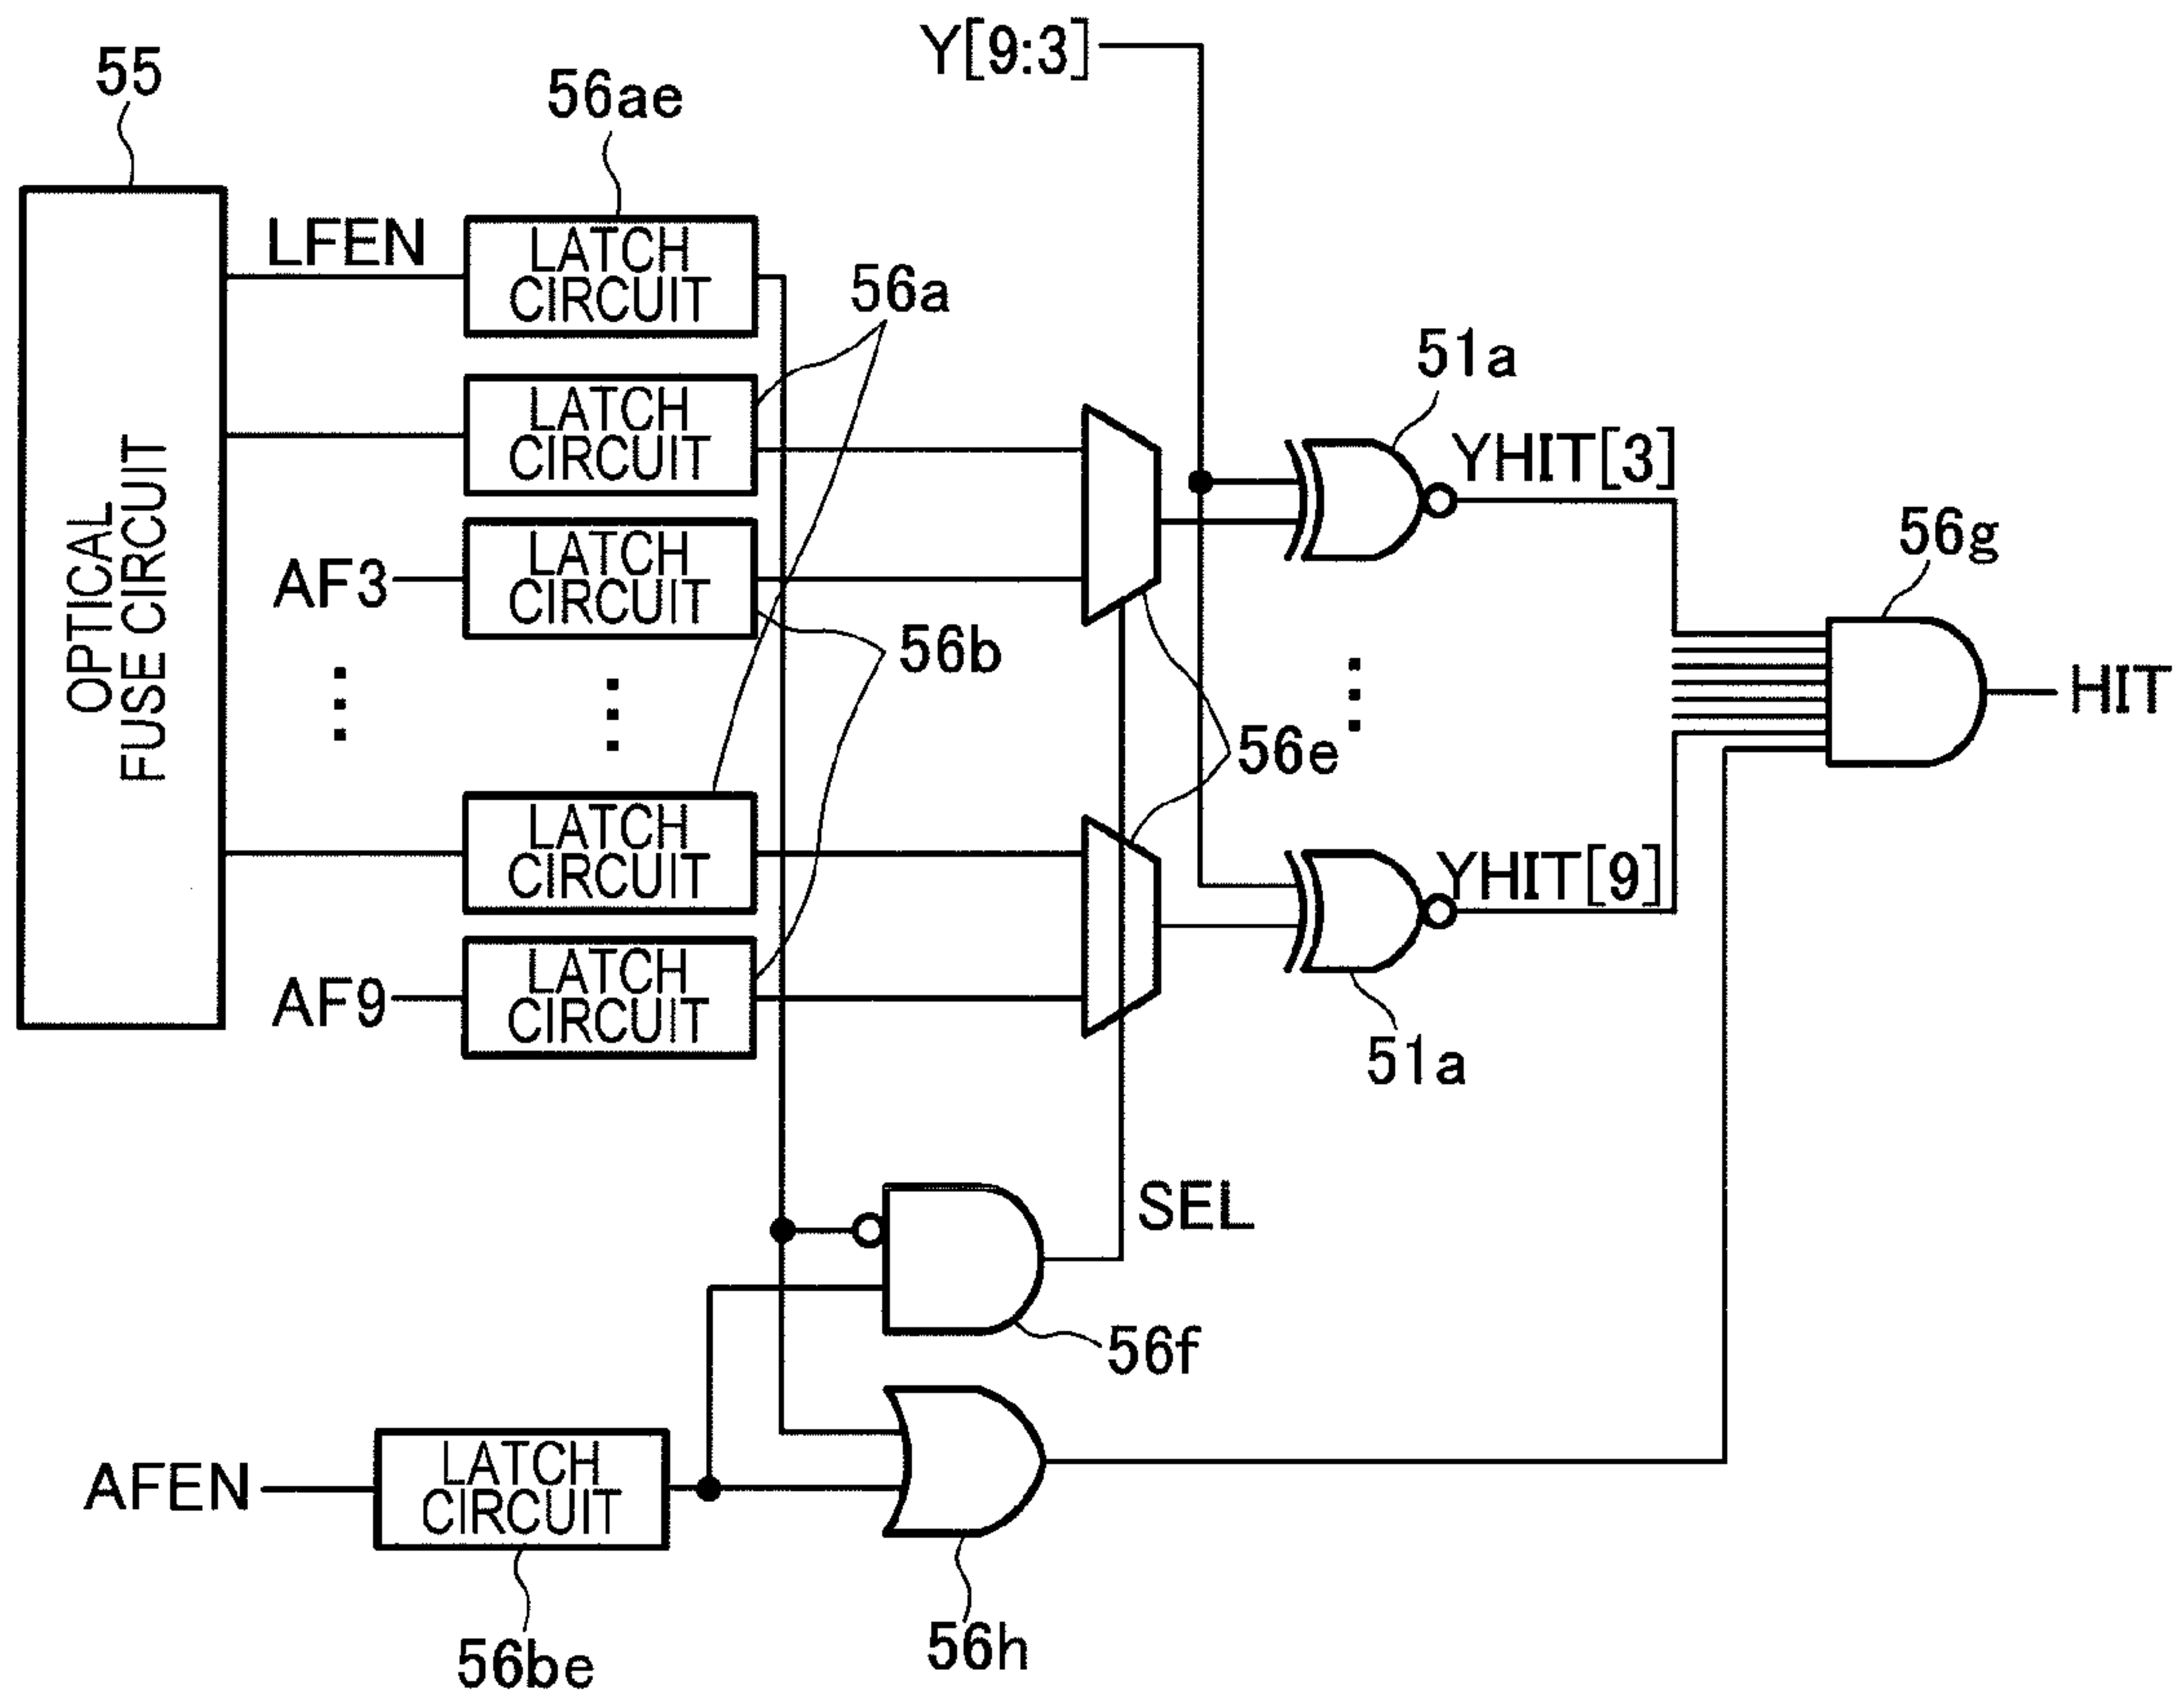 Y[9:3]
55
56ae
LFEN
LATCH
CIRCUIT
56a
51a
LATCH
CIRCUIT
YHIT[3]
56g
OPTICAL
FUSE CIRCUIT
AF3
LATCH
CIRCUIT
56b
HIT
56e
LATCH
CIRCUIT
YHIT[9]
AF9
LATCH
CIRCUIT
51a
SEL
56f
AFEN
LATCH
CIRCUIT
56be
56h